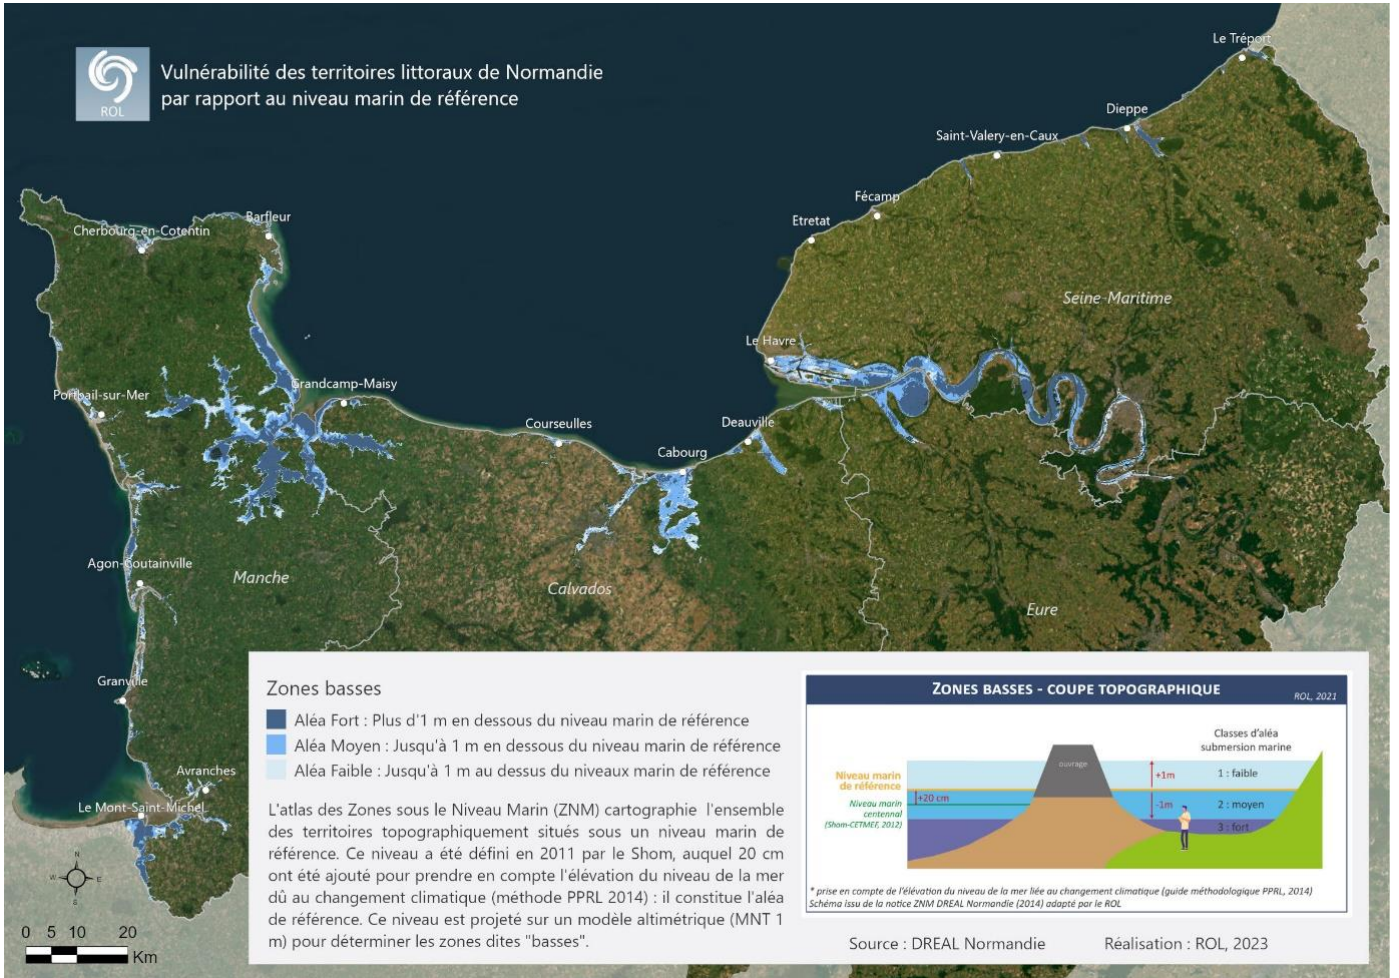 ROL
Vulnérabilité des territoires littoraux de Normandie
par rapport au niveau marin de référence
Le Tréport
Dieppe
Saint-Valery-en-Caux
Fécamp
Etretat
Barfleur
Cherbourg-en-Cotentin
Seine-Maritime
Le Havre
Grandcamp-Maisy
Portbail-sur-Mer
Courseulles
Deauville
Cabourg
Agon-Coutainville
Manche
Calvados
Eure
Granville
Avranches
Le Mont-Saint-Michel
N
W
E
S
0 5 10 20
Km
Zones basses
Aléa Fort : Plus d'1 m en dessous du niveau marin de référence
Aléa Moyen : Jusqu'à 1 m en dessous du niveau marin de référence
Aléa Faible : Jusqu'à 1 m au dessus du niveaux marin de référence
L'atlas des Zones sous le Niveau Marin (ZNM) cartographie l'ensemble
des territoires topographiquement situés sous un niveau marin de
référence. Ce niveau a été défini en 2011 par le Shom, auquel 20 cm
ont été ajouté pour prendre en compte l'élévation du niveau de la mer
dû au changement climatique (méthode PPRL 2014) : il constitue l'aléa
de référence. Ce niveau est projeté sur un modèle altimétrique (MNT 1
m) pour déterminer les zones dites "basses".
ZONES BASSES - COUPE TOPOGRAPHIQUE
ROL, 2021
Classes d'aléa
submersion marine
ouvrage
Niveau marin
de référence
+1m
1 : faible
+20 cm
Niveau marin
centennal
(Shom-CETMEF, 2012)
-1m
2 : moyen
3 : fort
* prise en compte de l'élévation du niveau de la mer liée au changement climatique (guide méthodologique PPRL, 2014)
Schéma issu de la notice ZNM DREAL Normandie (2014) adapté par le ROL
Source : DREAL Normandie
Réalisation : ROL, 2023